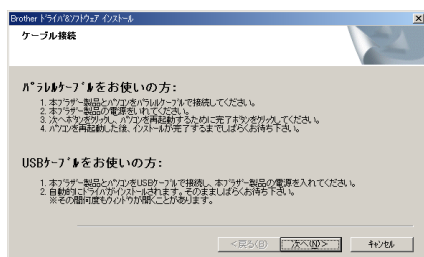 Brother ドライバ&ソフトウェア インストール
ケーブル接続
パラレルケーブルをお使いの方:
1. 本ブラザー製品とパソコンをパラレルケーブルで接続してください。
2. 本ブラザー製品の電源をいれてください。
3. 次へボタンをクリックし、パソコンを再起動するために完了ボタンをクリックしてください。
4. パソコンを再起動した後、インストールが完了するまでしばらくお待ち下さい。
USBケーブルをお使いの方:
1. 本ブラザー製品とパソコンをUSBケーブルで接続し、本ブラザー製品の電源を入れてください。
2. 自動的にドライバがインストールされます。そのまましばらくお待ち下さい。
※その間何度もウィンドウが開くことがあります。
<戻る(B) 次へ(N)> キャンセル